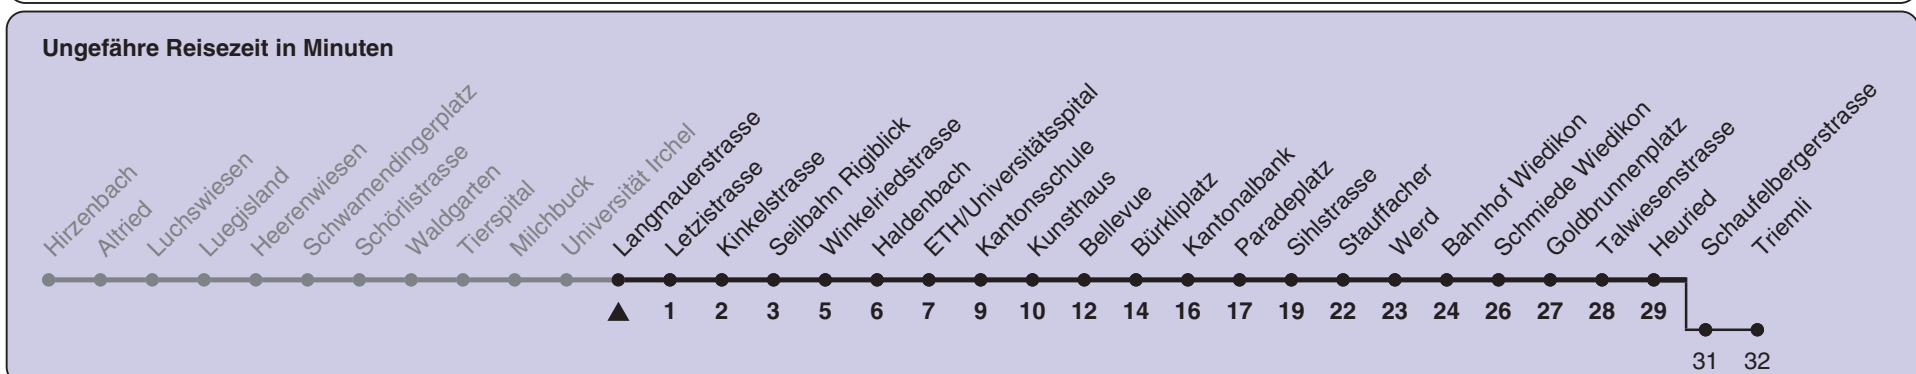 Ungefähre Reisezeit in Minuten
Hirzenbach
Altried
Luchswiesen
Luegisland
Heerenwiesen
Schwamendingerplatz
Schörlistrasse
Waldgarten
Tierspital
Milchbuck
Universität Irchel
Langmauerstrasse
Letzistrasse
Kinkelstrasse
Seilbahn Rigiblick
Winkelriedstrasse
Haldenbach
ETH/Universitätsspital
Kantonsschule
Kunsthaus
Bellevue
Bürkliplatz
Kantonalbank
Paradeplatz
Sihlstrasse
Stauffacher
Werd
Bahnhof Wiedikon
Schmiede Wiedikon
Goldbrunnenplatz
Talwiesenstrasse
Heuried
Schaufelbergerstrasse
Triemli
1 2 3 5 6 7 9 10 12 14 16 17 19 22 23 24 26 27 28 29
31 32